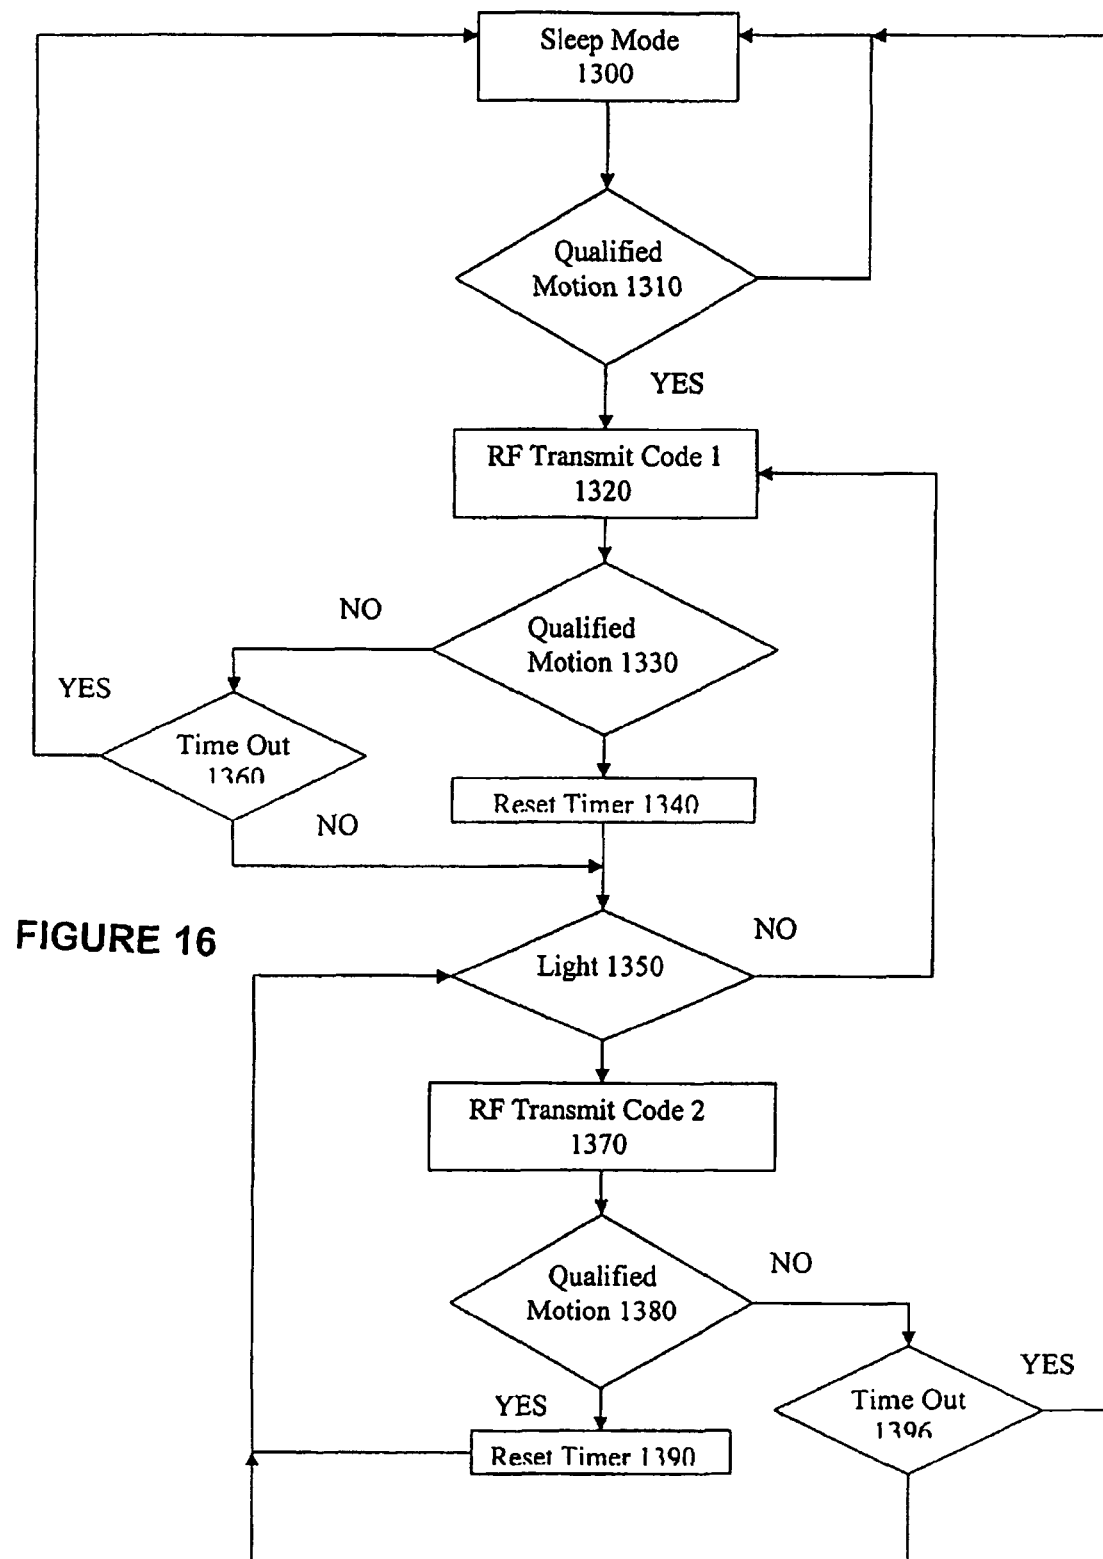 Sleep Mode
1300
Qualified
Motion 1310
YES
RF Transmit Code 1
1320
NO
Qualified
Motion 1330
YES
Time Out
1360
Reset Timer 1340
NO
FIGURE 16
NO
Light 1350
RF Transmit Code 2
1370
NO
Qualified
Motion 1380
YES
YES
Time Out
1396
Reset Timer 1390